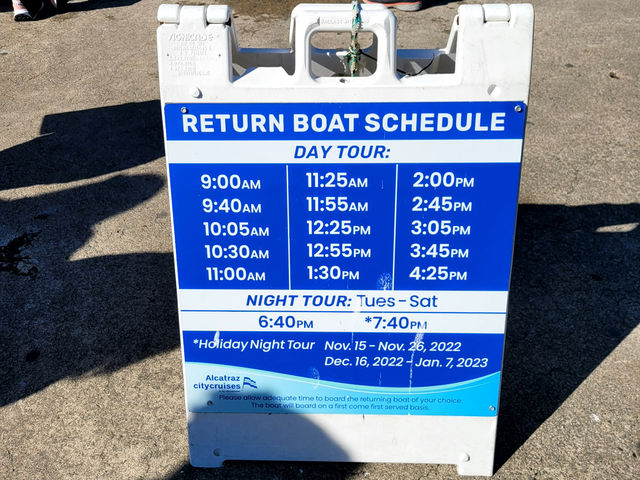 SIGNICADE
RETURN BOAT SCHEDULE
DAY TOUR:
9:00AM 11:25AM 2:00PM
9:40AM 11:55AM 2:45PM
10:05AM 12:25PM 3:05PM
10:30AM 12:55PM 3:45PM
11:00AM 1:30PM 4:25PM
NIGHT TOUR: Tues - Sat
6:40PM *7:40PM
*Holiday Night Tour Nov. 15 - Nov. 26, 2022
Dec. 16, 2022 - Jan. 7, 2023
Alcatraz
citycruises
Please allow adequate time to board the returning boat of your choice.
The boat will board on a first come first served basis.